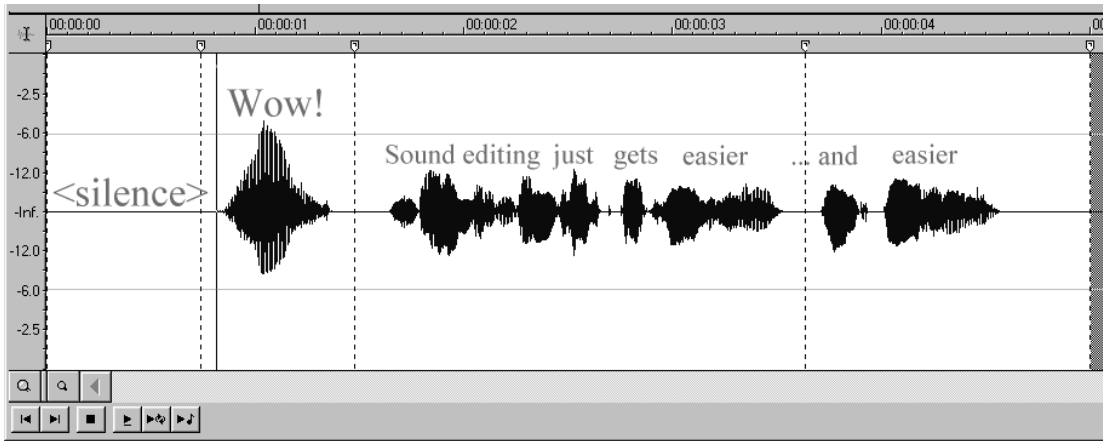 00:00:00 ,00:00:01 ,00:00:02 ,00:00:03 ,00:00:04 ,00
Wow!
Sound editing just gets easier ... and easier
<silence>
-2.5
-6.0
-12.0
-Inf.
-12.0
-6.0
-2.5